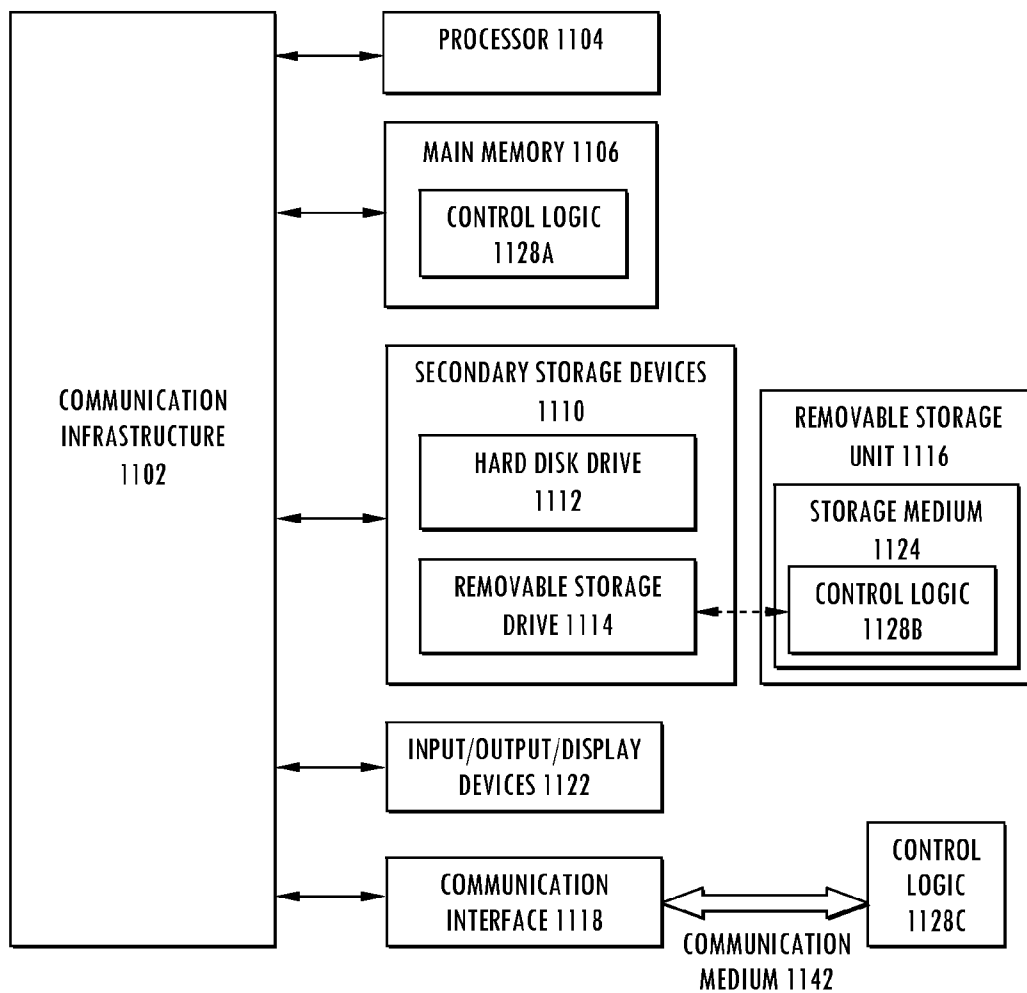 PROCESSOR 1104
MAIN MEMORY 1106
CONTROL LOGIC
1128A
COMMUNICATION
INFRASTRUCTURE
1102
SECONDARY STORAGE DEVICES
1110
HARD DISK DRIVE
1112
REMOVABLE STORAGE
DRIVE 1114
REMOVABLE STORAGE
UNIT 1116
STORAGE MEDIUM
1124
CONTROL LOGIC
1128B
INPUT/OUTPUT/DISPLAY
DEVICES 1122
COMMUNICATION
INTERFACE 1118
COMMUNICATION
MEDIUM 1142
CONTROL
LOGIC
1128C